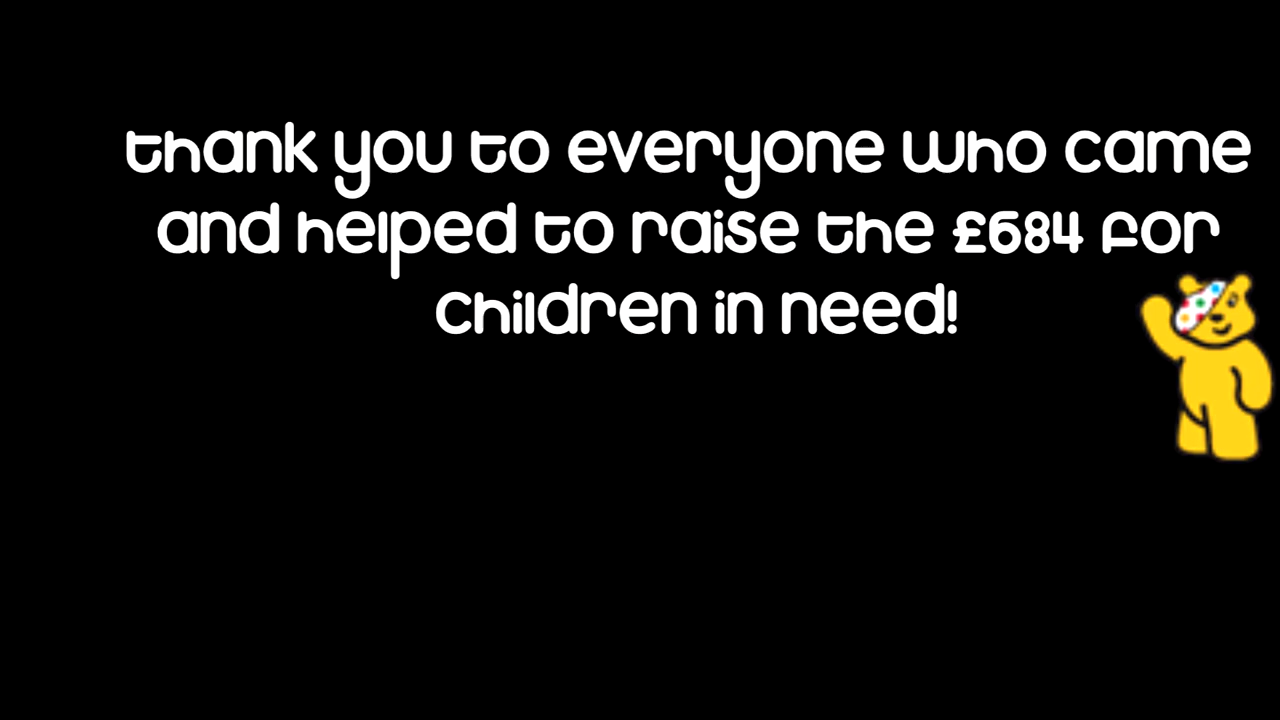 thank you to everyone who came
and helped to raise the £684 for
children in need!